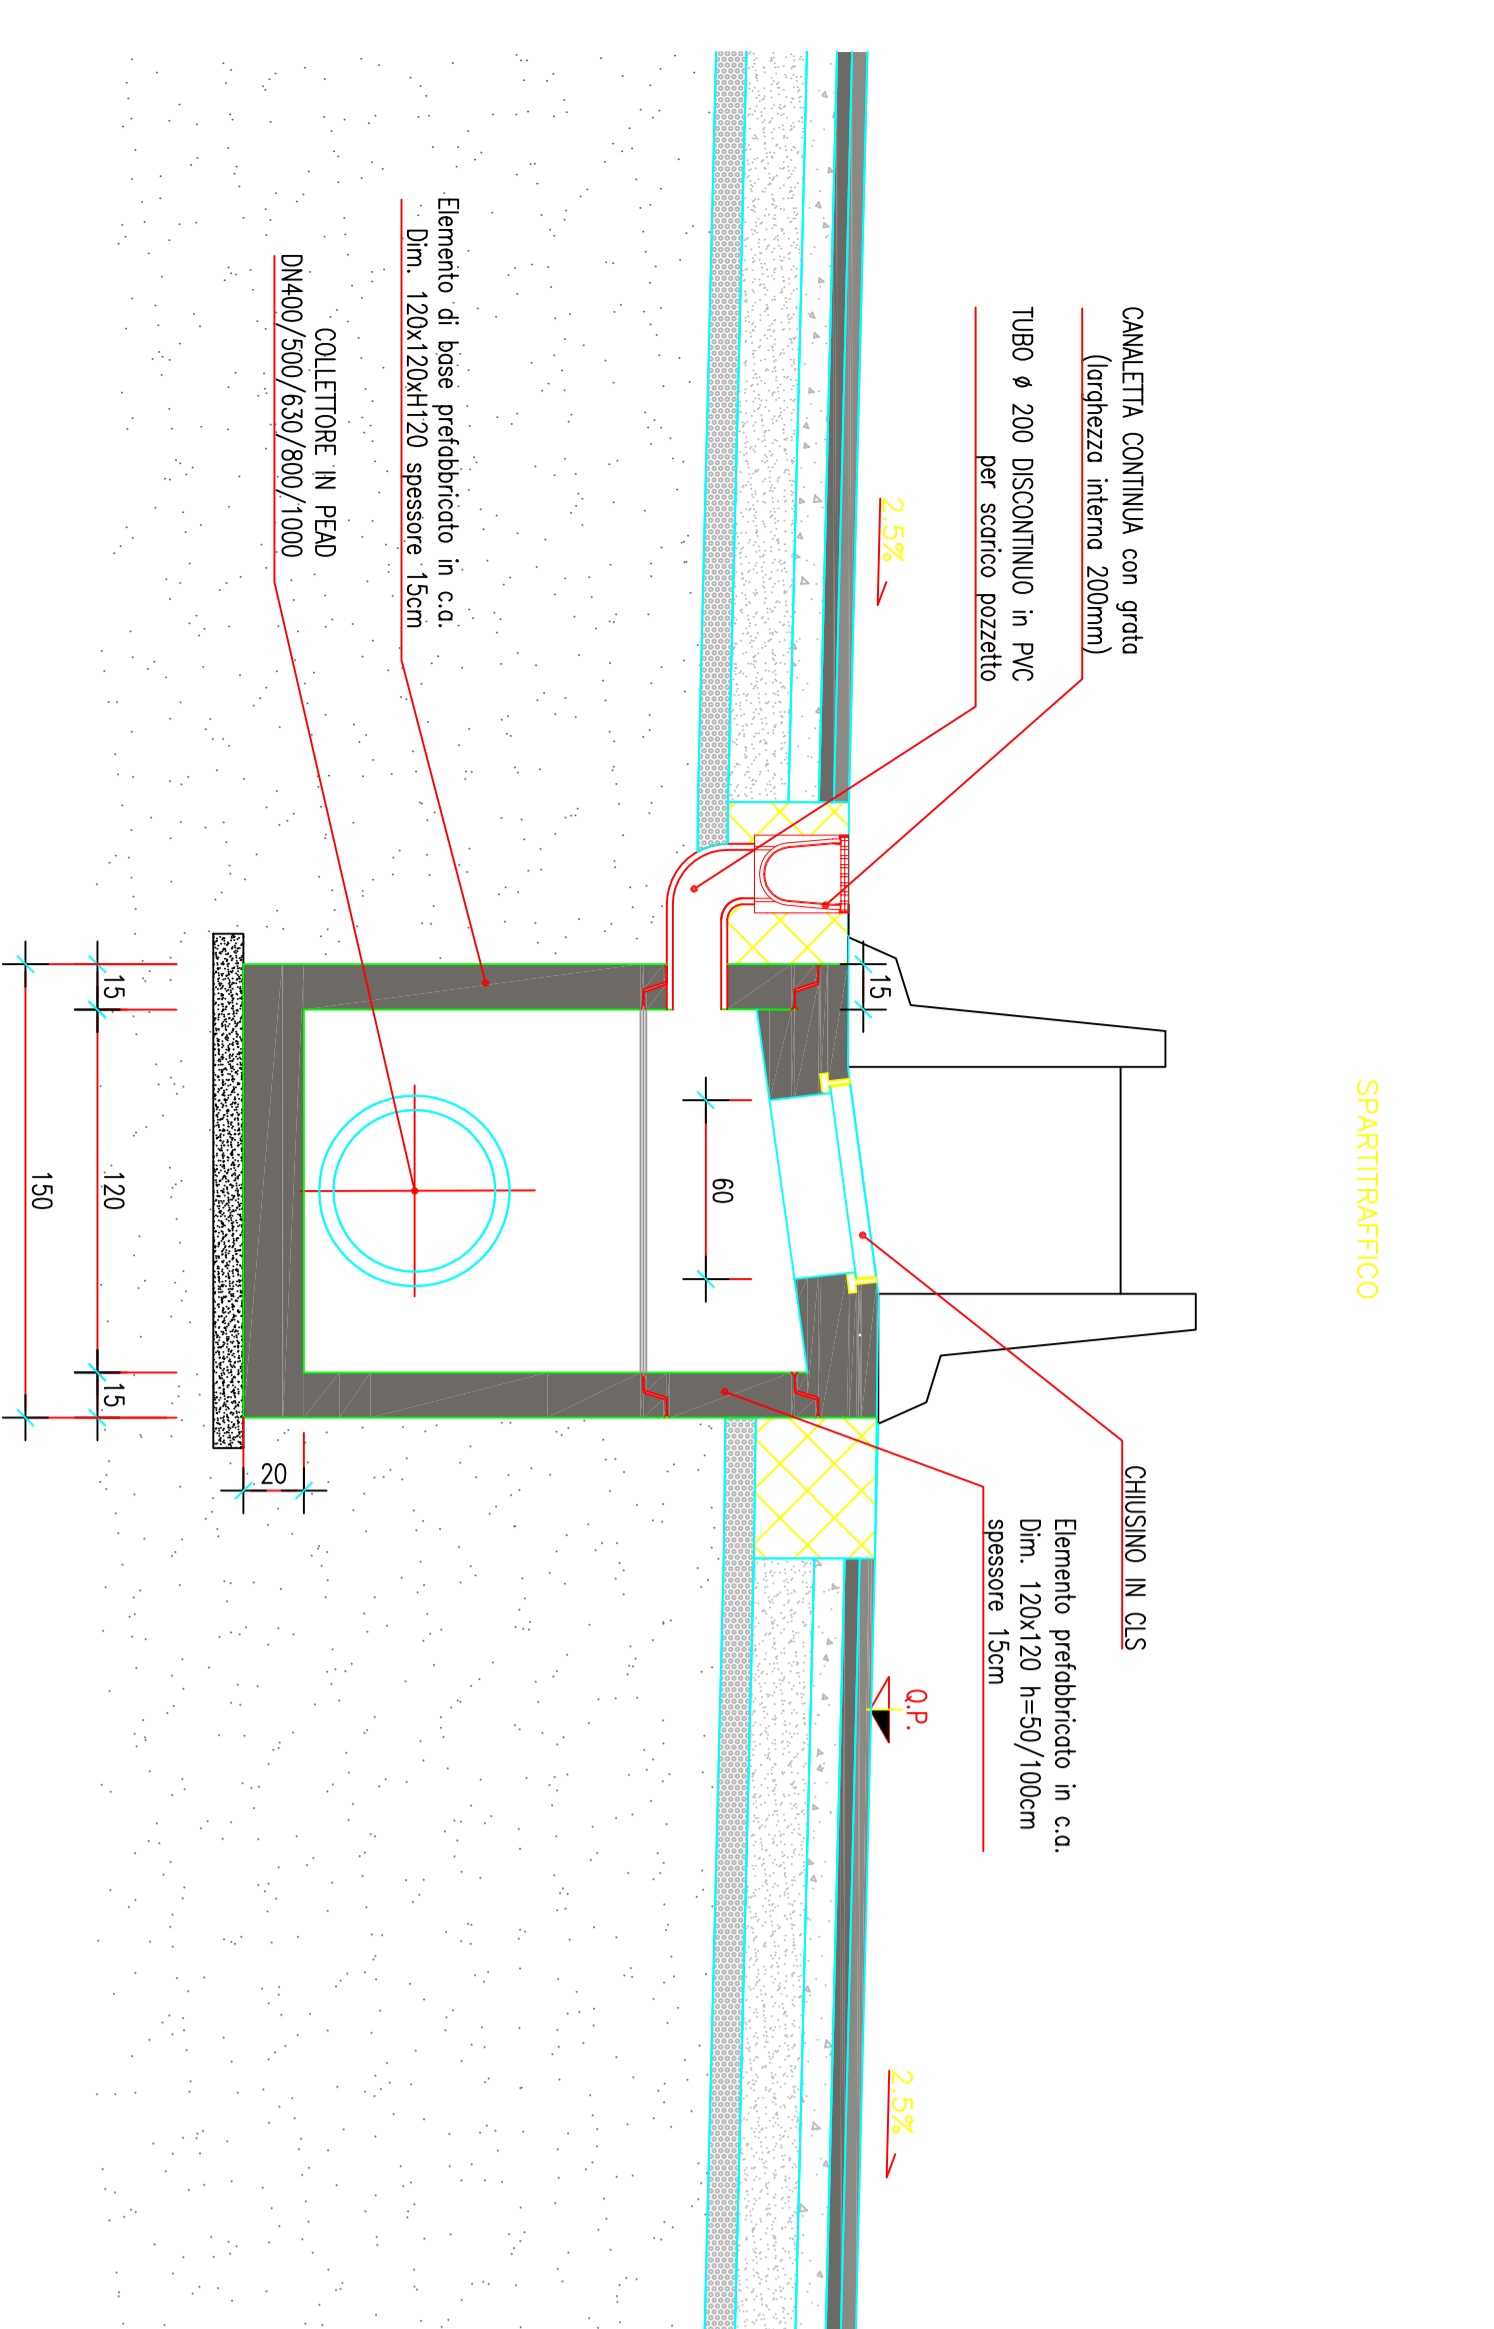 SPARTITRAFFICO
CANALETTA CONTINUA con grata
(larghezza interna 200mm)
TUBO ø 200 DISCONTINUO in PVC
per scarico pozzetto
2.5%
CHIUSINO IN CLS
Elemento prefabbricato in c.a.
Dim. 120x120 h=50/100cm
spessore 15cm
Q.P.
2.5%
15
60
Elemento di base prefabbricato in c.a.
Dim. 120x120xH120 spessore 15cm
COLLETTORE IN PEAD
DN400/500/630/800/1000
20
15
120
15
150